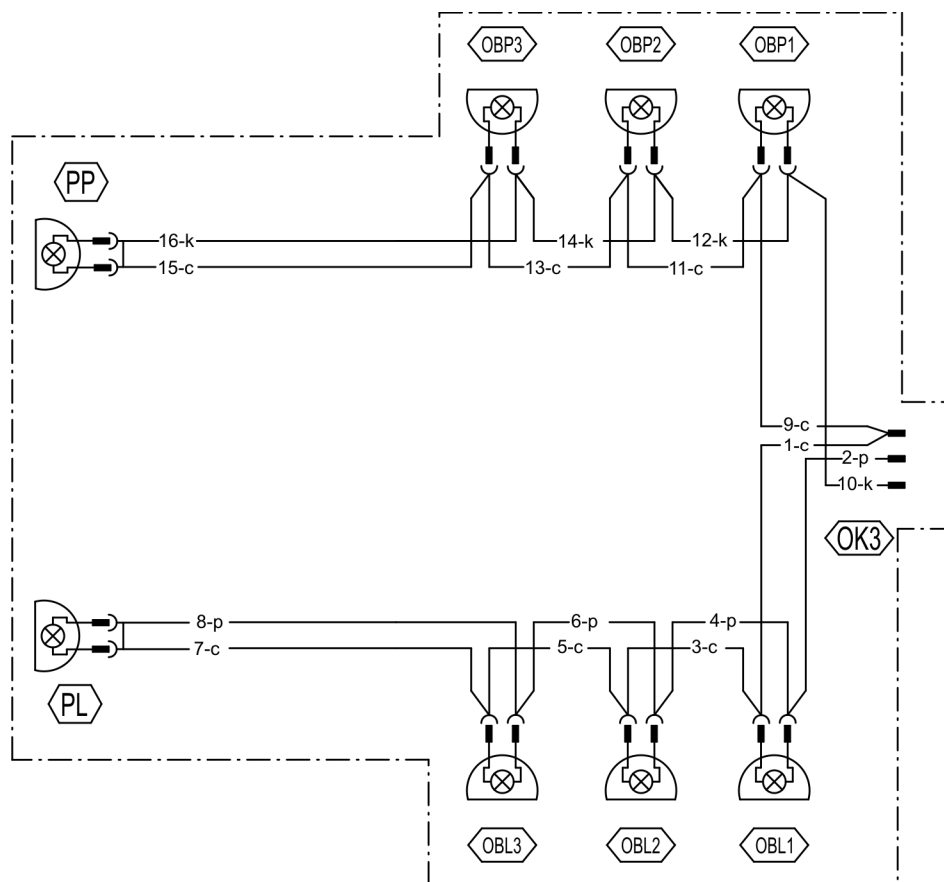 OBP3 OBP2 OBP1
PP
16-k 14-k 12-k
15-c 13-c 11-c
9-c
1-c
2-p
10-k
OK3
8-p 6-p 4-p
7-c 5-c 3-c
PL
OBL3 OBL2 OBL1